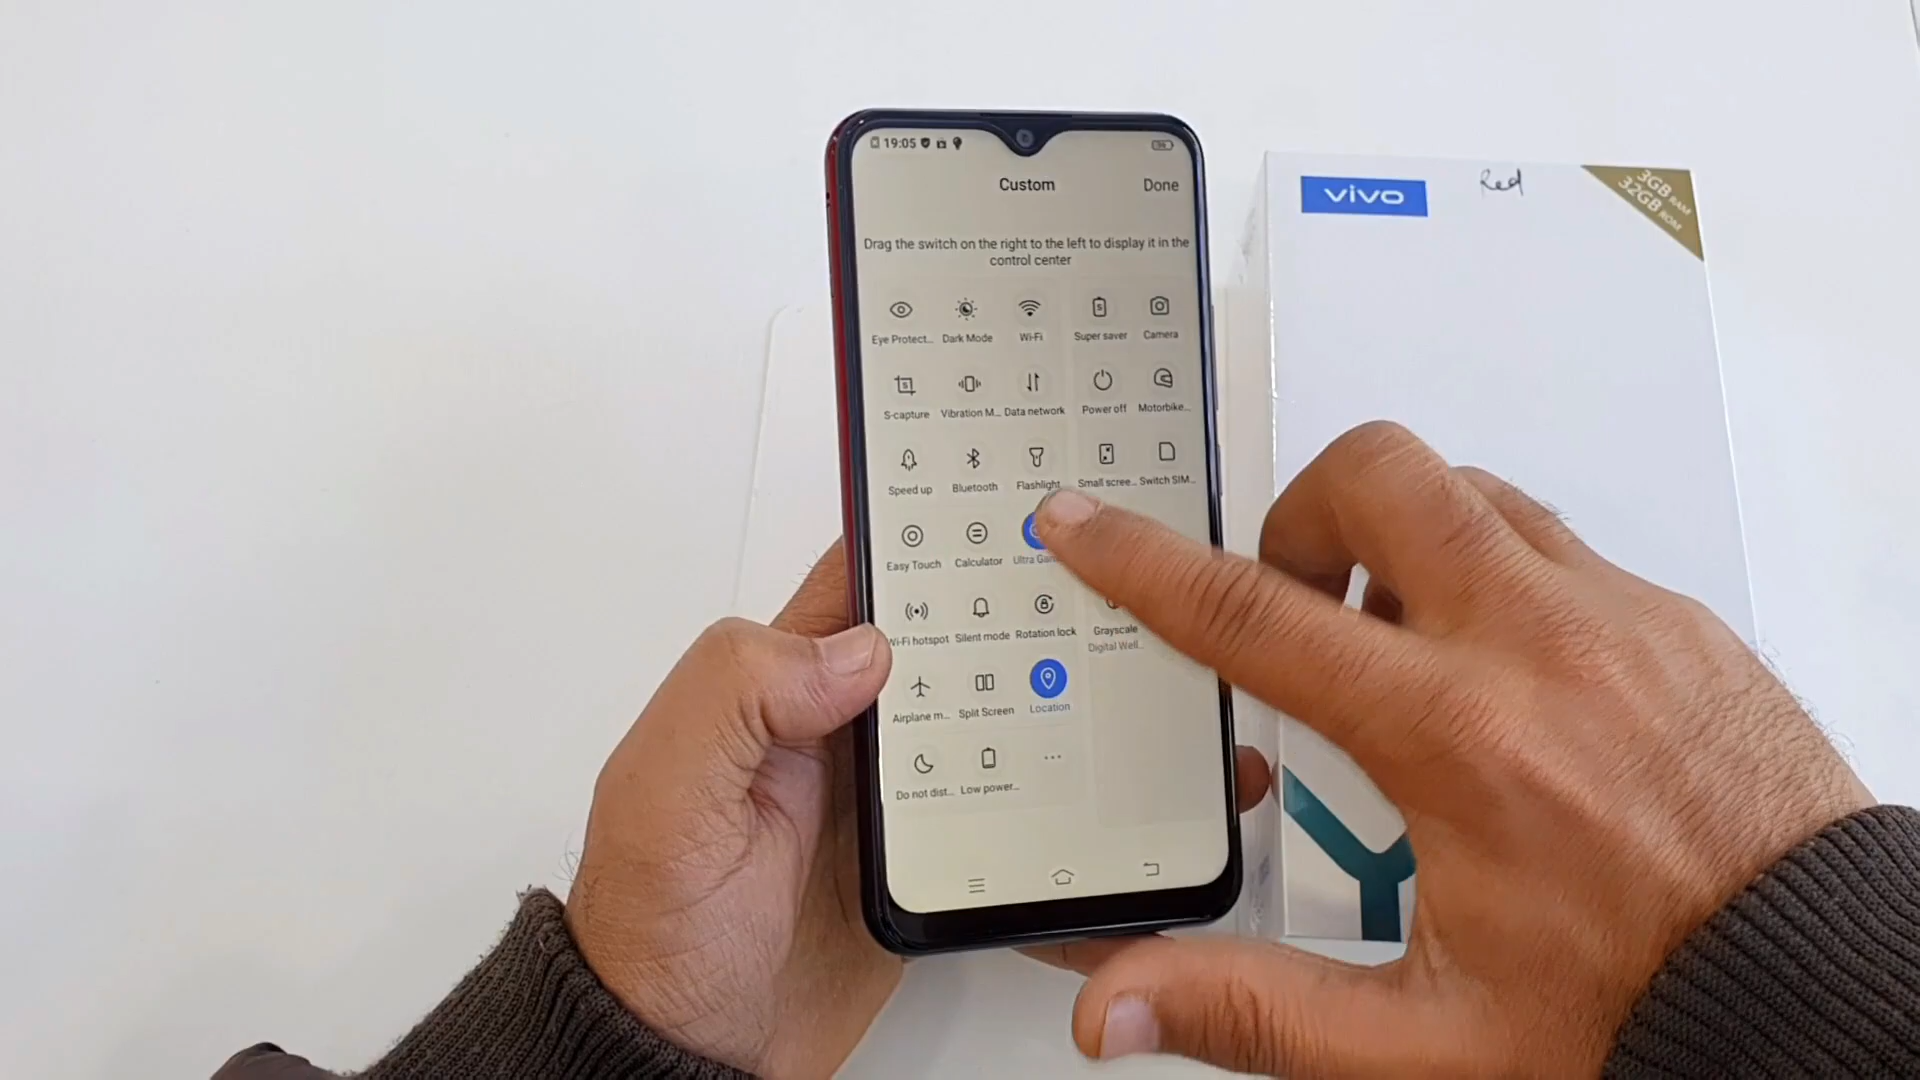 19:05
Custom
Done
Drag the switch on the right to the left to display it in the
control center
Eye Protect...
Dark Mode
Wi-Fi
Super saver
Camera
S-capture
Vibration M...
Data network
Power off
Motorbike...
Speed up
Bluetooth
Flashlight
Small scree...
Switch SIM...
Easy Touch
Calculator
Ultra
Wi-Fi hotspot
Silent mode
Rotation lock
Grayscale
Digital Well...
Airplane m...
Split Screen
Location
Do not dist...
Low power...
...
vivo
Red
3GB RAM
32GB ROM